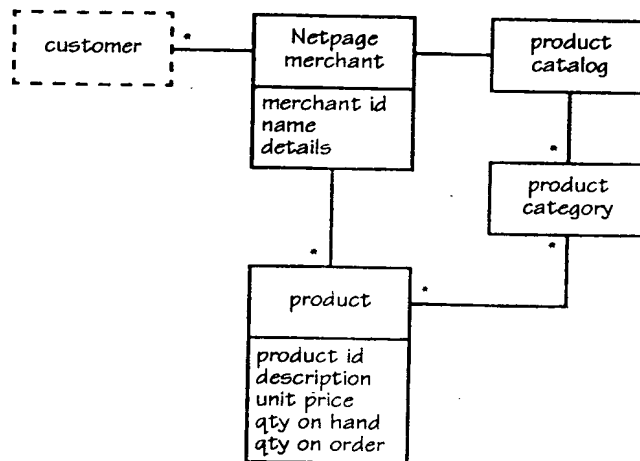 customer
*
Netpage
merchant
merchant id
name
details
product
catalog
*
product
category
*
*
*
product
product id
description
unit price
qty on hand
qty on order